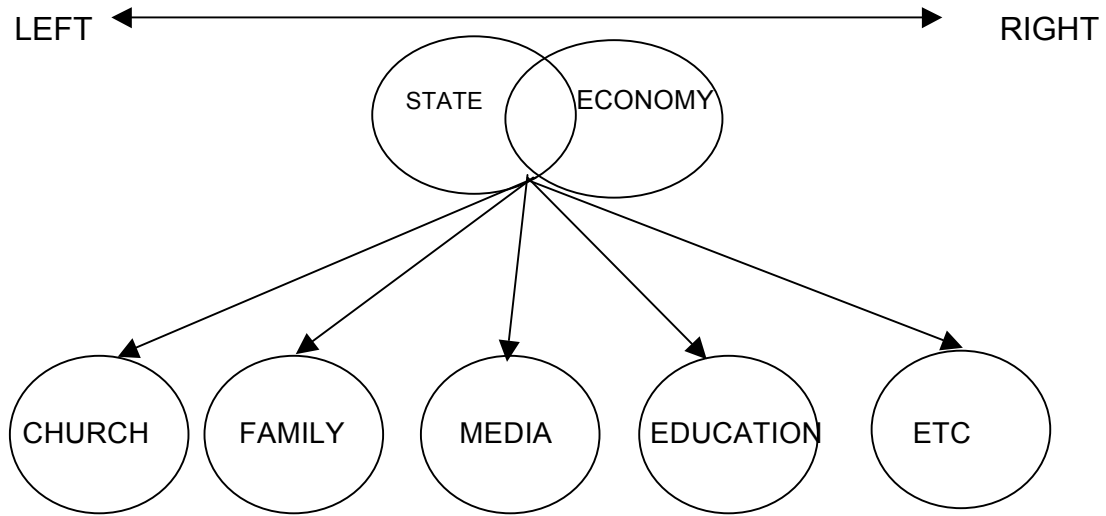 LEFT RIGHT
STATE ECONOMY
CHURCH FAMILY MEDIA EDUCATION ETC